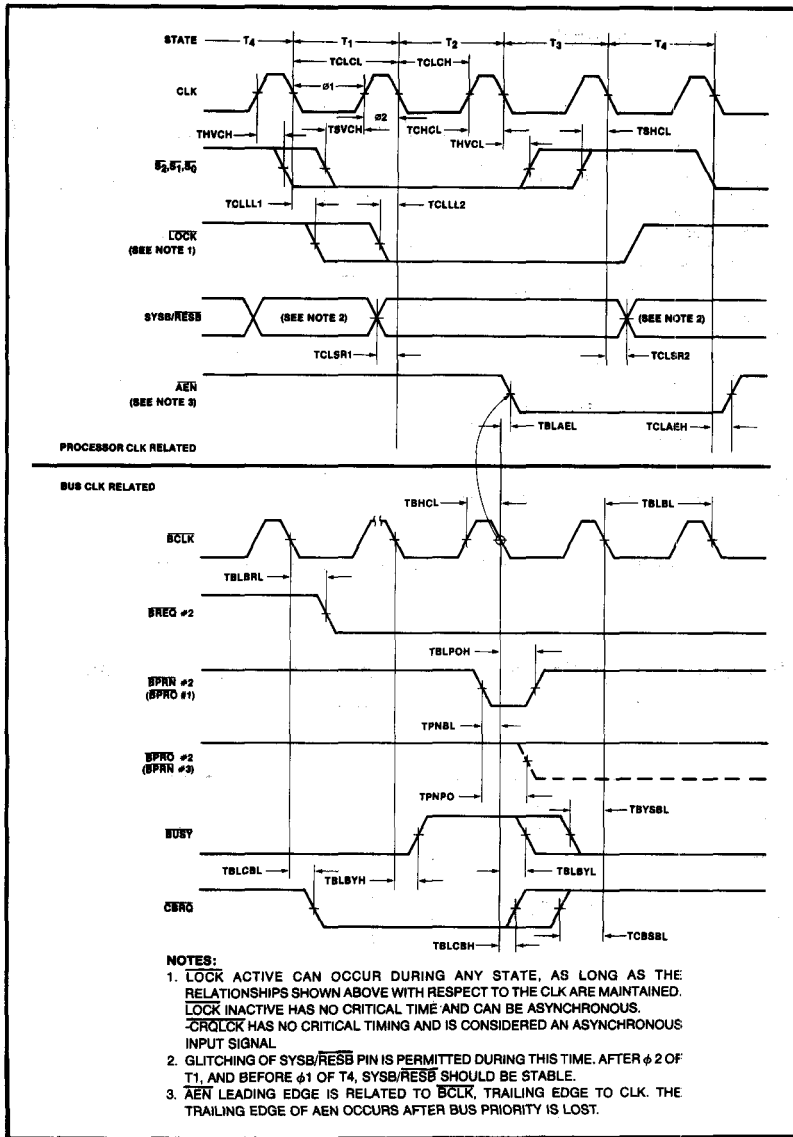 STATE T4 T1 T2 T3 T4
TCLCL TCLCH
CLK ø1
ø2
THVCH TSVCH TCHCL THVCL TSHCL
S2,S1,S0
TCLLL1 TCLLL2
LOCK
(SEE NOTE 1)
SYSB/RESB (SEE NOTE 2) (SEE NOTE 2)
TCLSR1 TCLSR2
AEN
(SEE NOTE 3)
TBLAEL TCLAEH
PROCESSOR CLK RELATED
BUS CLK RELATED
TBHCL TBLBL
BCLK
TBLBRL
BREQ #2
TBLPOH
BPRN #2
(BPRO #1)
TPNBL
BPRO #2
(BPRN #3)
TPNPO TBYSBL
BUSY
TBLCBL TBLBYH TBLBYL
CBRQ
TBLCBH TCBSBL
NOTES:
1. LOCK ACTIVE CAN OCCUR DURING ANY STATE, AS LONG AS THE
RELATIONSHIPS SHOWN ABOVE WITH RESPECT TO THE CLK ARE MAINTAINED.
LOCK INACTIVE HAS NO CRITICAL TIME AND CAN BE ASYNCHRONOUS.
-CRQLCK HAS NO CRITICAL TIMING AND IS CONSIDERED AN ASYNCHRONOUS
INPUT SIGNAL
2. GLITCHING OF SYSB/RESB PIN IS PERMITTED DURING THIS TIME. AFTER ϕ2 OF
T1, AND BEFORE ϕ1 OF T4, SYSB/RESB SHOULD BE STABLE.
3. AEN LEADING EDGE IS RELATED TO BCLK, TRAILING EDGE TO CLK. THE
TRAILING EDGE OF AEN OCCURS AFTER BUS PRIORITY IS LOST.